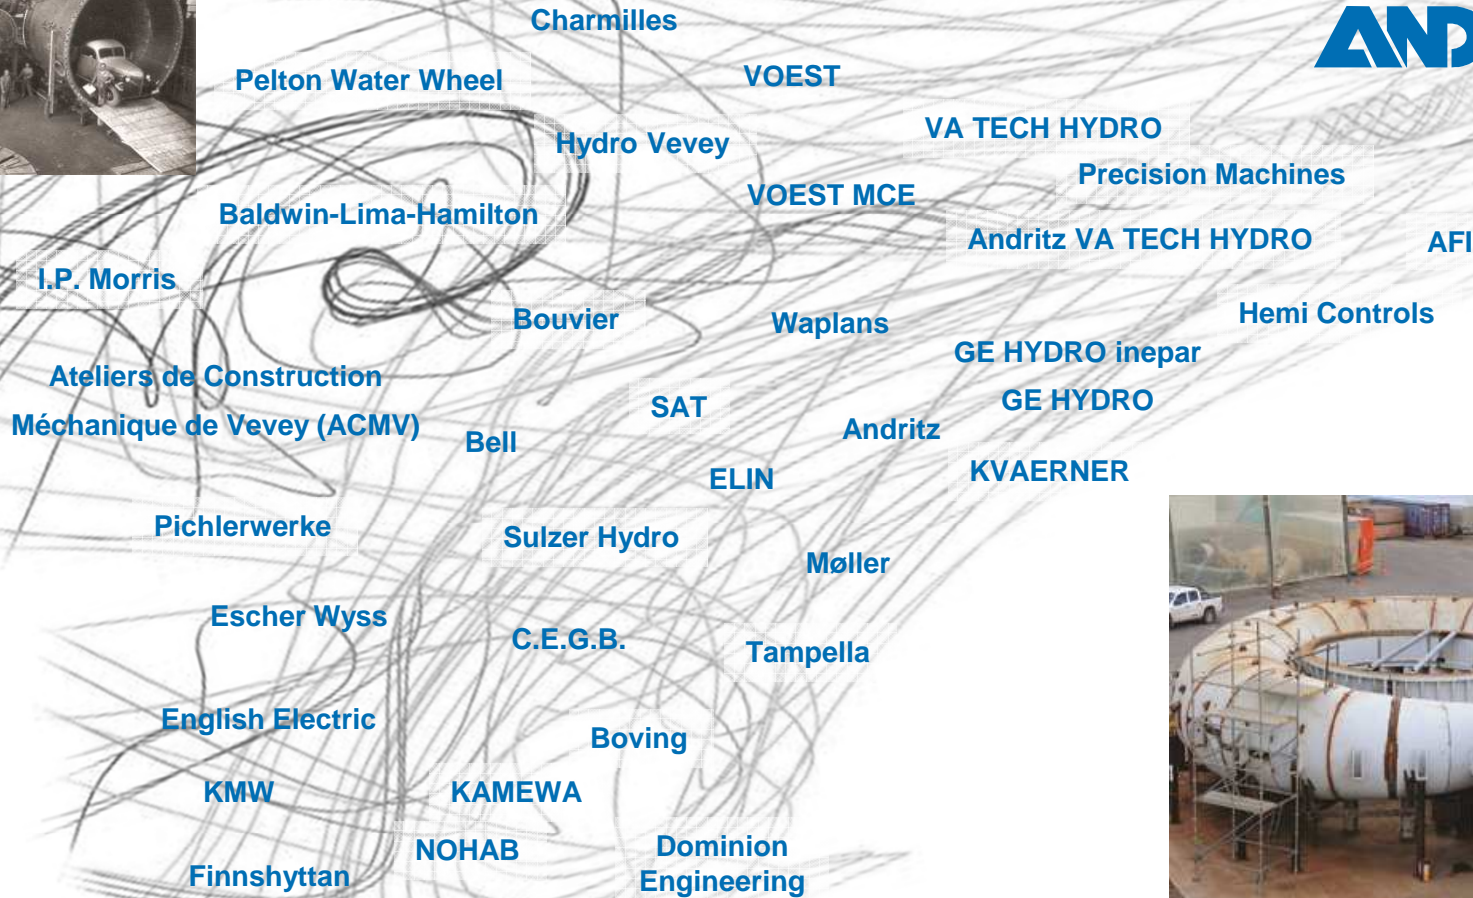 Charmilles
AND
Pelton Water Wheel
VOEST
Hydro Vevey
VA TECH HYDRO
Precision Machines
VOEST MCE
Baldwin-Lima-Hamilton
Andritz VA TECH HYDRO
AFI
I.P. Morris
Bouvier
Waplans
Hemi Controls
GE HYDRO inepar
Ateliers de Construction
Méchanique de Vevey (ACMV)
SAT
GE HYDRO
Bell
Andritz
ELIN
KVAERNER
Pichlerwerke
Sulzer Hydro
Møller
Escher Wyss
C.E.G.B.
Tampella
English Electric
Boving
KMW
KAMEWA
NOHAB
Dominion
Engineering
Finnshyttan